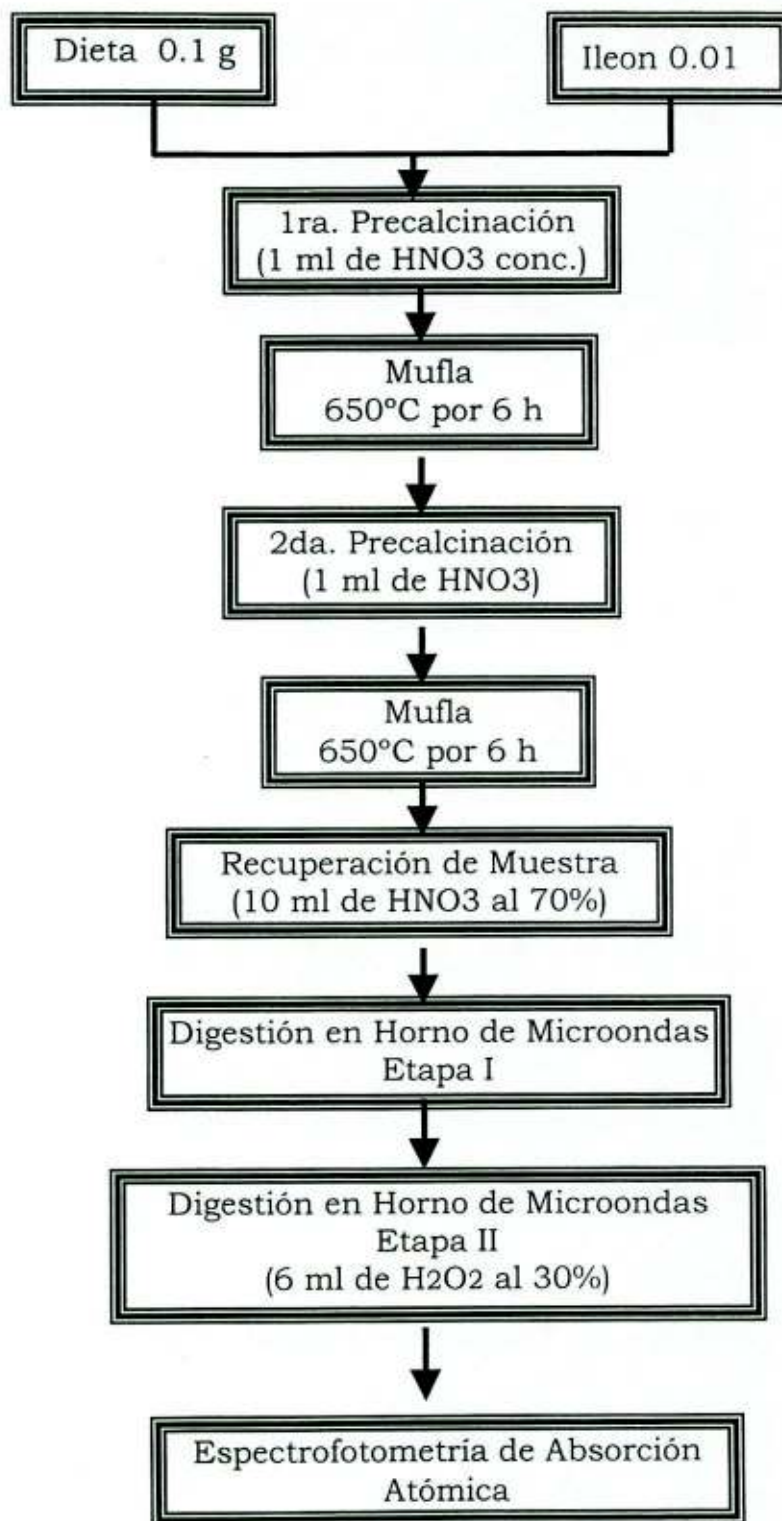 Dieta 0.1 g
Ileon 0.01
1ra. Precalcinación
(1 ml de HNO3 conc.)
Mufla
650ºC por 6 h
2da. Precalcinación
(1 ml de HNO3)
Mufla
650ºC por 6 h
Recuperación de Muestra
(10 ml de HNO3 al 70%)
Digestión en Horno de Microondas
Etapa I
Digestión en Horno de Microondas
Etapa II
(6 ml de H2O2 al 30%)
Espectrofotometría de Absorción
Atómica